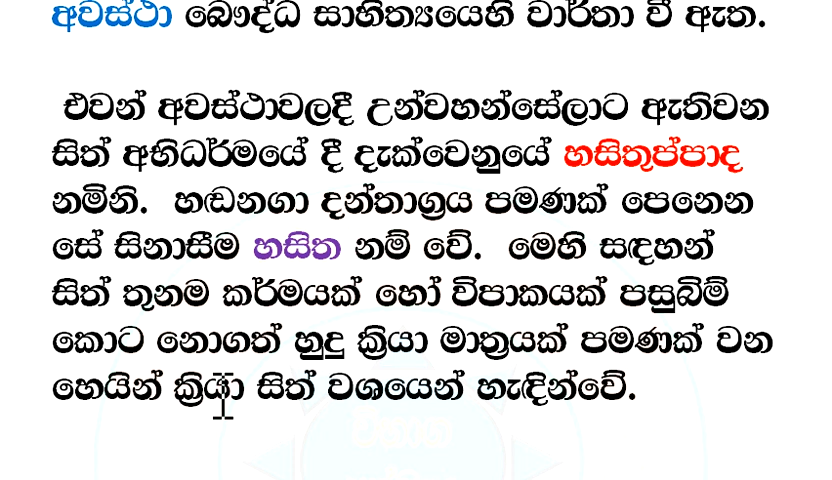 අවස්ථා බෞද්ධ සාහිත්‍යයෙහි වාර්තා වී ඇත.
එවන් අවස්ථාවලදී උන්වහන්සේලාට ඇතිවන
සිත් අභිධර්මයේ දී දැක්වෙනුයේ හසිතුප්පාද
නමිනි. හඬනගා දන්තාග්‍රය පමණක් පෙනෙන
සේ සිනාසීම හසිත නම් වේ. මෙහි සඳහන්
සිත් තුනම කර්මයක් හෝ විපාකයක් පසුබිම්
කොට නොගත් හුදු ක්‍රියා මාත්‍රයක් පමණක් වන
හෙයින් ක්‍රියා සිත් වශයෙන් හැඳින්වේ.